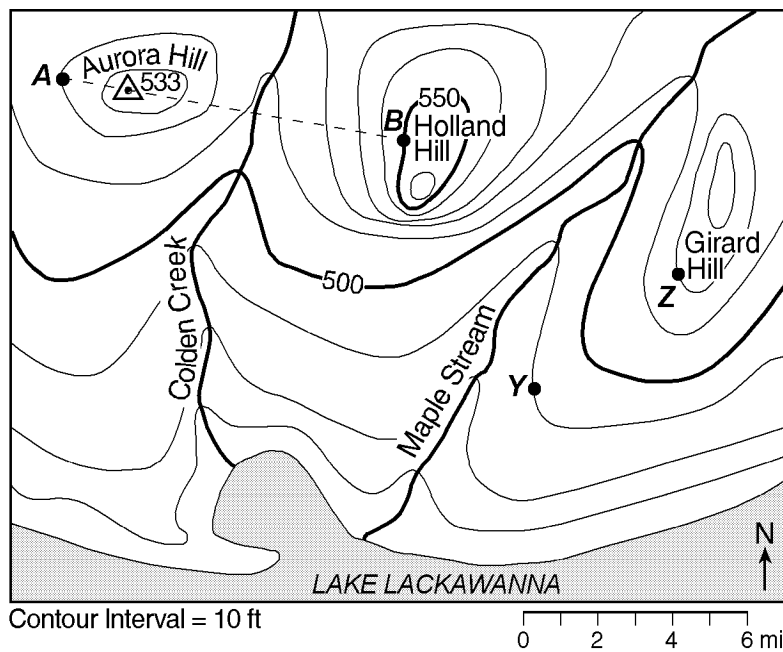 A
Aurora Hill
533
B
550
Holland
Hill
Girard
Hill
Z
500
Colden Creek
Maple Stream
Y
N
LAKE LACKAWANNA
Contour Interval = 10 ft
0 2 4 6 mi